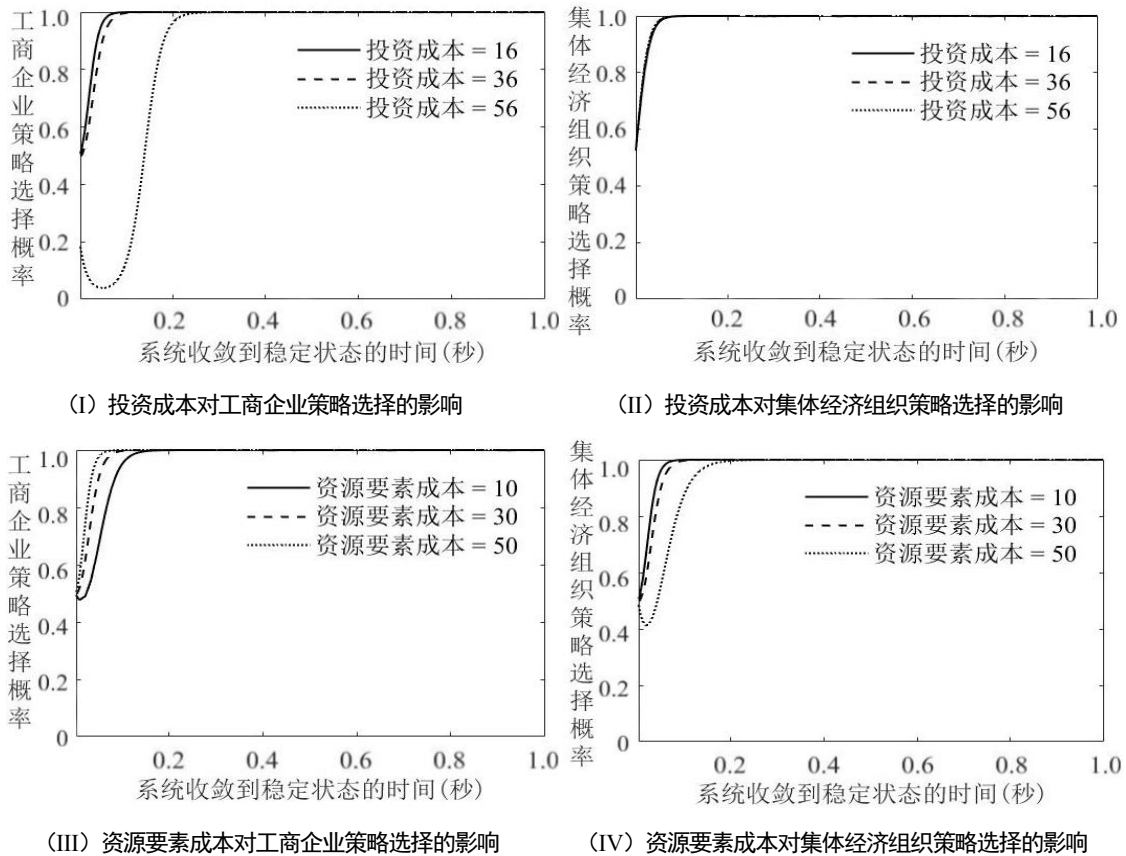 工商企业策略选择概率
1.0
0.8
0.6
0.4
0.2
0
投资成本 = 16
投资成本 = 36
投资成本 = 56
0.2 0.4 0.6 0.8 1.0
系统收敛到稳定状态的时间(秒)
(I) 投资成本对工商企业策略选择的影响
集体经济组织策略选择概率
1.0
0.8
0.6
0.4
0.2
0
投资成本 = 16
投资成本 = 36
投资成本 = 56
0.2 0.4 0.6 0.8 1.0
系统收敛到稳定状态的时间(秒)
(II) 投资成本对集体经济组织策略选择的影响
工商企业策略选择概率
1.0
0.8
0.6
0.4
0.2
0
资源要素成本 = 10
资源要素成本 = 30
资源要素成本 = 50
0.2 0.4 0.6 0.8 1.0
系统收敛到稳定状态的时间(秒)
(III) 资源要素成本对工商企业策略选择的影响
集体经济组织策略选择概率
1.0
0.8
0.6
0.4
0.2
0
资源要素成本 = 10
资源要素成本 = 30
资源要素成本 = 50
0.2 0.4 0.6 0.8 1.0
系统收敛到稳定状态的时间(秒)
(IV) 资源要素成本对集体经济组织策略选择的影响